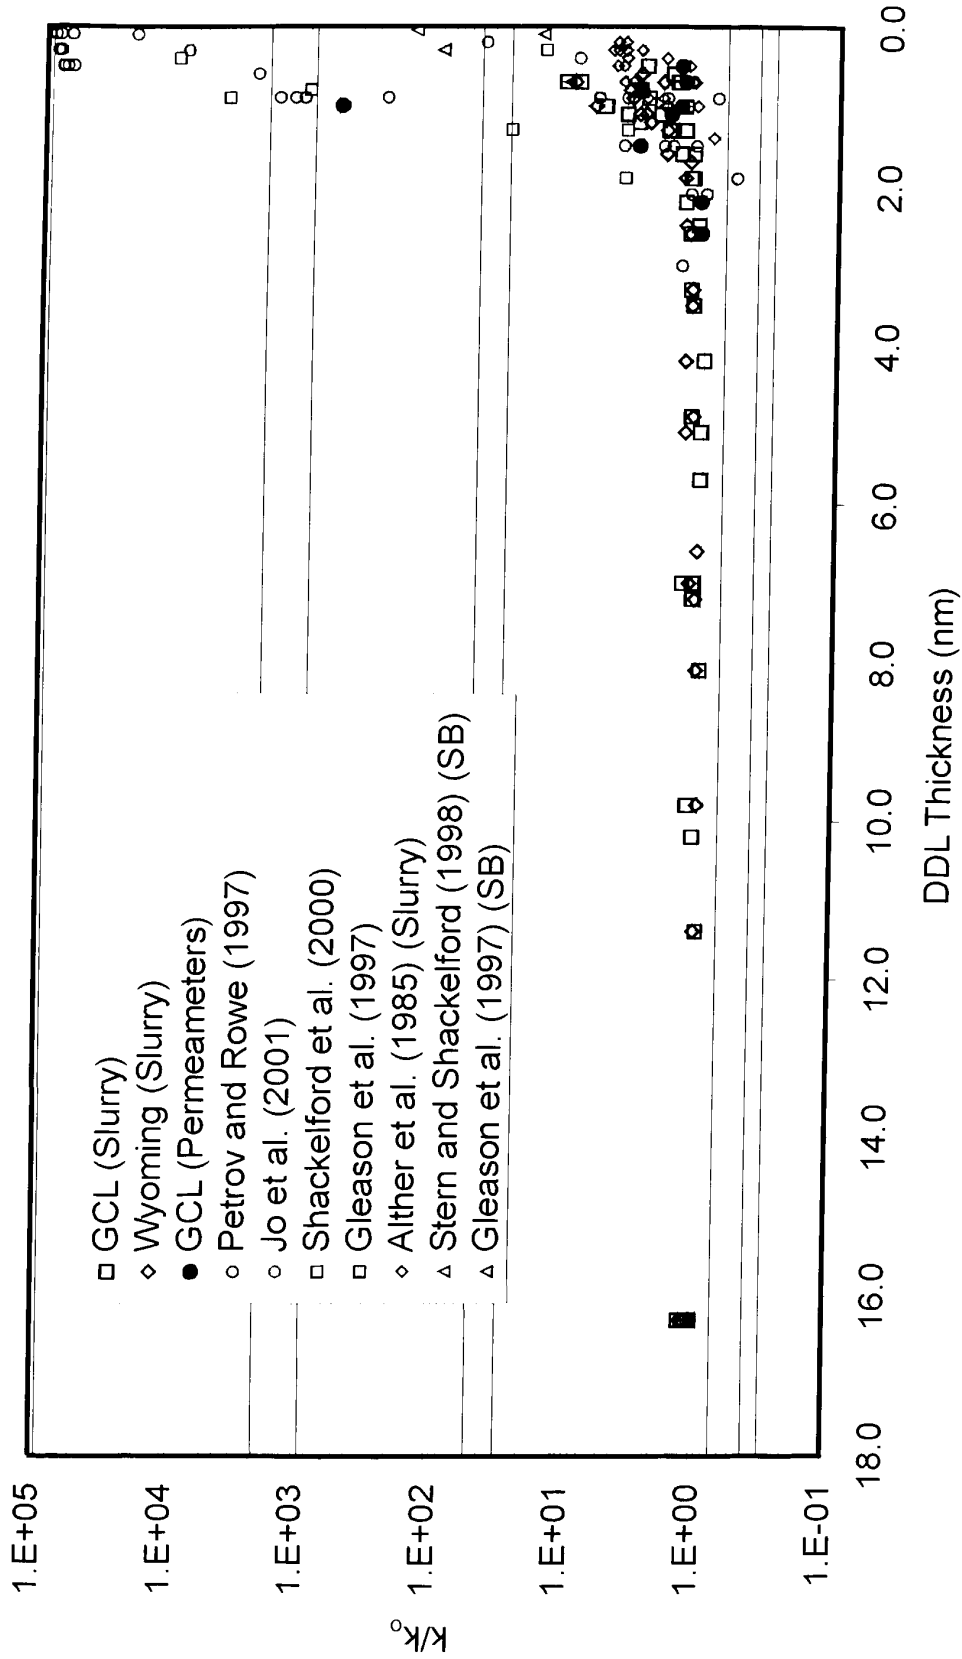 1.E+05
1.E+04
1.E+03
1.E+02
1.E+01
1.E+00
1.E-01
k/kₒ
GCL (Slurry)
Wyoming (Slurry)
GCL (Permeameters)
Petrov and Rowe (1997)
Jo et al. (2001)
Shackelford et al. (2000)
Gleason et al. (1997)
Alther et al. (1985) (Slurry)
Stern and Shackelford (1998) (SB)
Gleason et al. (1997) (SB)
18.0 16.0 14.0 12.0 10.0 8.0 6.0 4.0 2.0 0.0
DDL Thickness (nm)